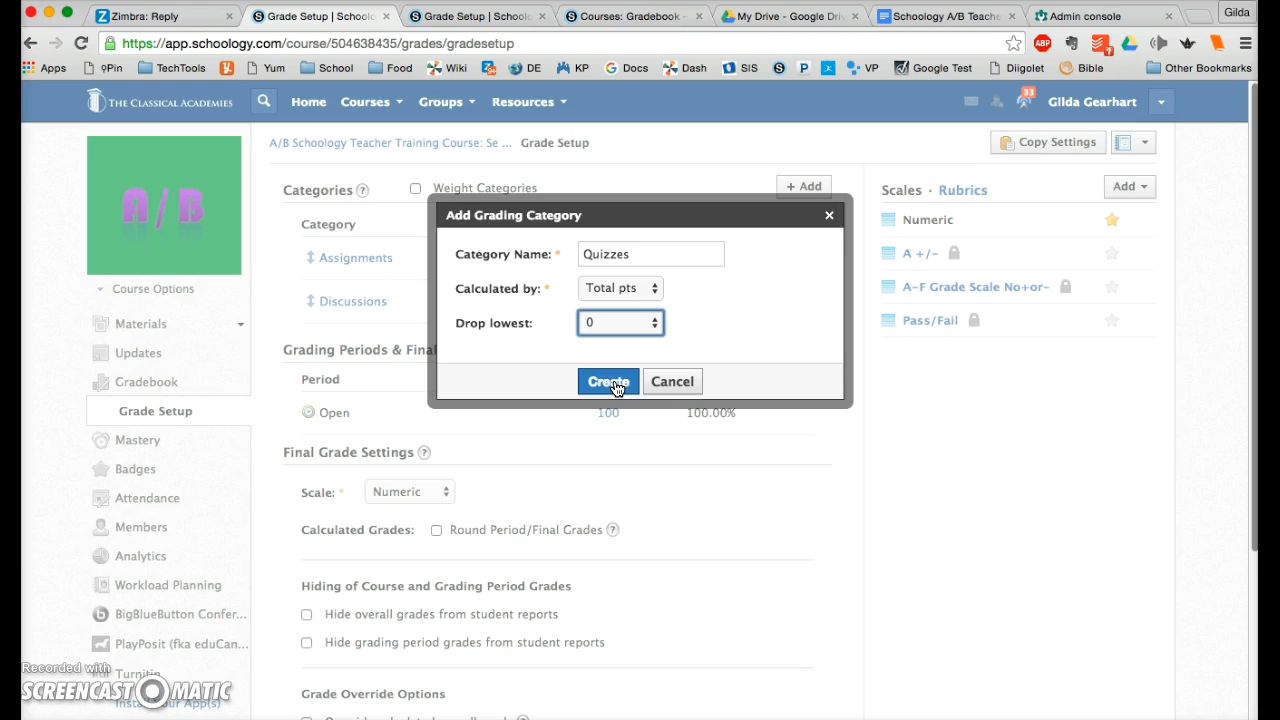 Zimbra: Reply
Grade Setup | Schoolo
Grade Setup | Schoolo
Courses: Gradebook –
My Drive - Google Dri
Schoology A/B Teache
Admin console
Gilda
https://app.schoology.com/course/504638435/grades/gradesetup
ABP
Apps
9Pin
TechTools
Yum
School
Food
Wiki
DE
KP
Docs
Dash
SIS
VP
Google Test
Diigolet
Bible
Other Bookmarks
THE CLASSICAL ACADEMIES
Home
Courses
Groups
Resources
33
Gilda Gearhart
A/B Schoology Teacher Training Course: Se ...
Grade Setup
Copy Settings
A/B
Categories ?
Weight Categories
+ Add
Scales · Rubrics
Add
Add Grading Category
Category
Category Name: *
Quizzes
Numeric
Assignments
Calculated by: *
Total pts
A +/-
Discussions
Drop lowest:
0
A-F Grade Scale No+or-
Pass/Fail
Create
Cancel
Course Options
Materials
Updates
Gradebook
Grade Setup
Mastery
Badges
Attendance
Members
Analytics
Workload Planning
BigBlueButton Confer...
PlayPosit (fka eduCan...
Turnitin
Install Your App(s)
Grading Periods & Final
Period
Open
100
100.00%
Final Grade Settings ?
Scale: *
Numeric
Calculated Grades:
Round Period/Final Grades ?
Hiding of Course and Grading Period Grades
Hide overall grades from student reports
Hide grading period grades from student reports
Grade Override Options
Recorded with
SCREENCAST-O-MATIC